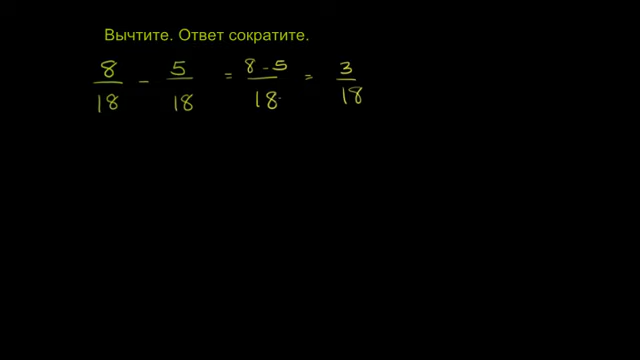 Вычтите. Ответ сократите.
8/18 - 5/18 = 8-5/18 = 3/18